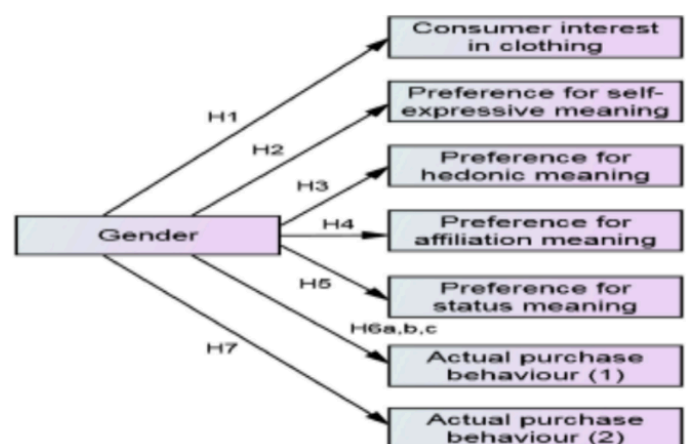 Consumer interest
in clothing
H1
Preference for self-
expressive meaning
H2
Preference for
hedonic meaning
H3
Gender
H4
Preference for
affiliation meaning
H5
Preference for
status meaning
H6a,b,c
H7
Actual purchase
behaviour (1)
Actual purchase
behaviour (2)